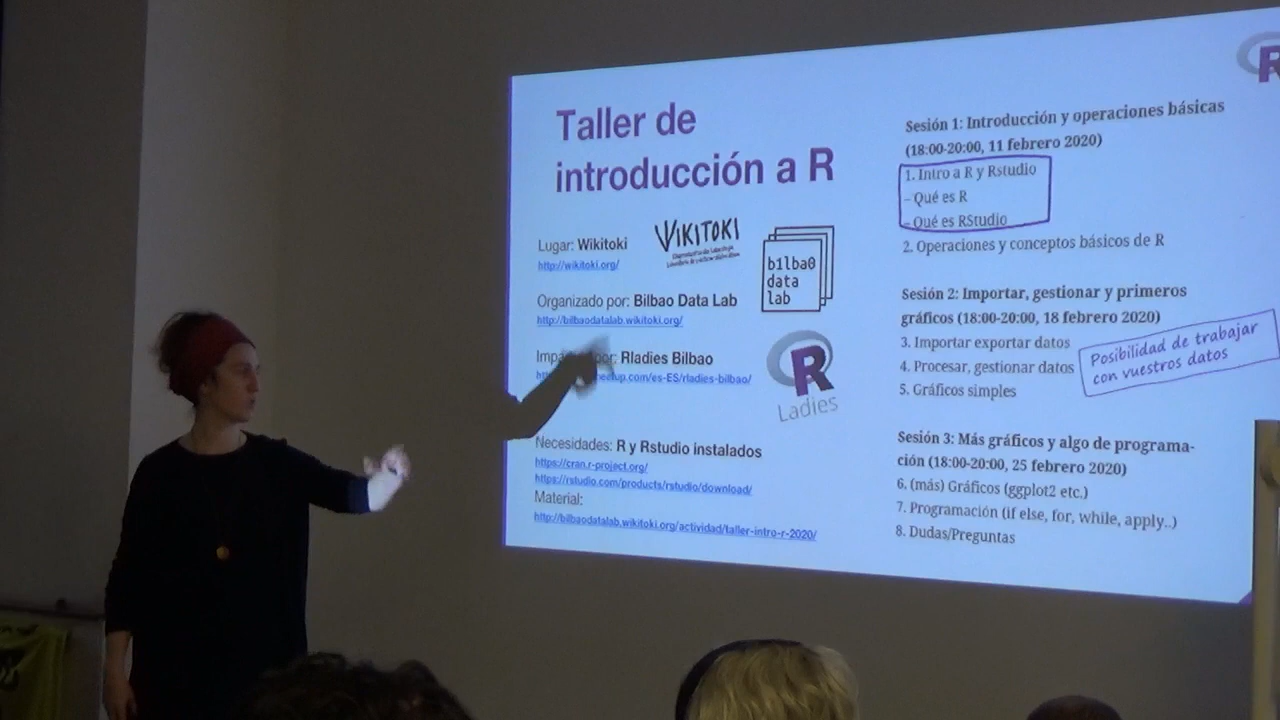 Taller de
introducción a R
Lugar: Wikitoki
http://wikitoki.org/
WIKITOKI
Organizado por: Bilbao Data Lab
http://bilbaodatalab.wikitoki.org/
b1lba0
data
lab
por: Rladies Bilbao
.com/es-ES/rladies-bilbao/
R
Ladies
Necesidades: R y Rstudio instalados
https://cran.r-project.org/
https://rstudio.com/products/rstudio/download/
Material:
http://bilbaodatalab.wikitoki.org/actividad/taller-intro-r-2020/
R
Sesión 1: Introducción y operaciones básicas
(18:00-20:00, 11 febrero 2020)
1. Intro a R y Rstudio
- Qué es R
- Qué es RStudio
2. Operaciones y conceptos básicos de R
Sesión 2: Importar, gestionar y primeros
gráficos (18:00-20:00, 18 febrero 2020)
3. Importar exportar datos
4. Procesar, gestionar datos
5. Gráficos simples
Posibilidad de trabajar
con vuestros datos
Sesión 3: Más gráficos y algo de programa-
ción (18:00-20:00, 25 febrero 2020)
6. (más) Gráficos (ggplot2 etc.)
7. Programación (if else, for, while, apply..)
8. Dudas/Preguntas